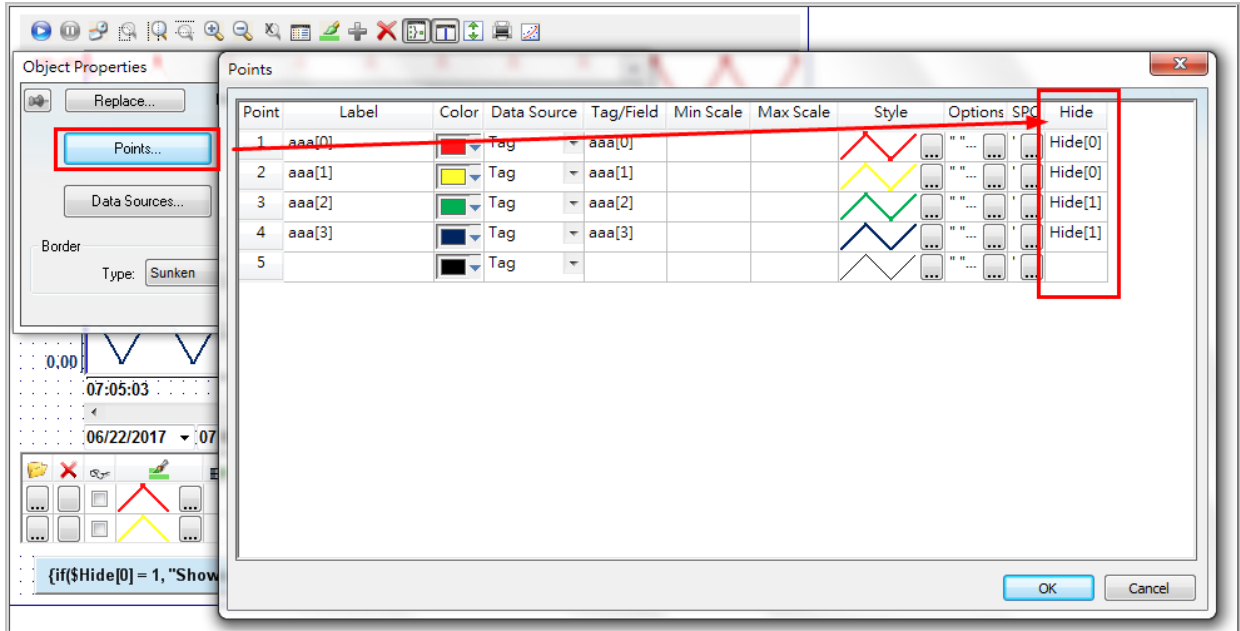 Object Properties
Replace...
Points...
Data Sources...
Border
Type: Sunken
Points
Point Label Color Data Source Tag/Field Min Scale Max Scale Style Options SPC Hide
1 aaa[0] Tag aaa[0] " "... ... ' ... Hide[0]
2 aaa[1] Tag aaa[1] ... " "... ... ' ... Hide[0]
3 aaa[2] Tag aaa[2] ... " "... ... ' ... Hide[1]
4 aaa[3] Tag aaa[3] ... " "... ... ' ... Hide[1]
5 Tag ... " "... ... ' ...
OK Cancel
0,00
07:05:03
06/22/2017 07
... ...
... ...
{if($Hide[0] = 1, "Show